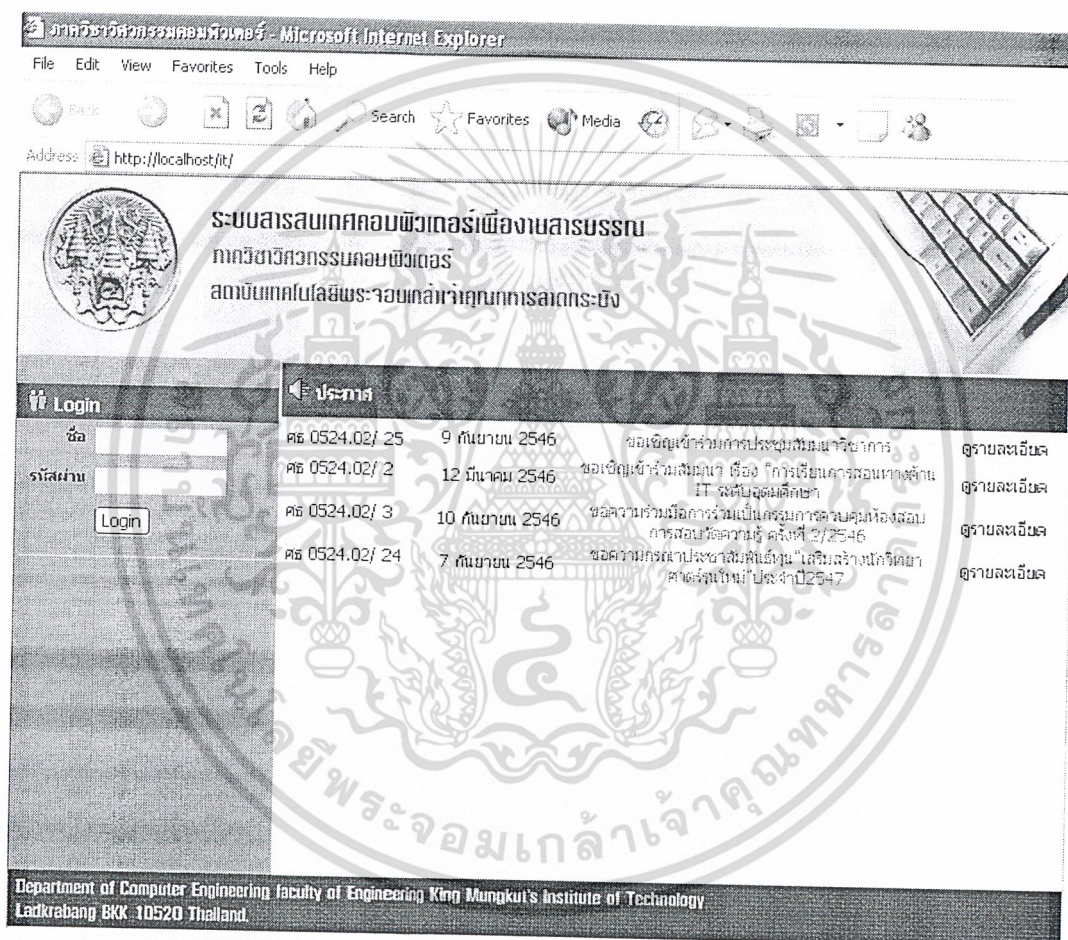 ภาควิชาวิศวกรรมคอมพิวเตอร์ - Microsoft Internet Explorer
File Edit View Favorites Tools Help
Back Search Favorites Media
Address http://localhost/it/
ระบบสารสนเทศคอมพิวเตอร์เพื่องานสารบรรณ
ภาควิชาวิศวกรรมคอมพิวเตอร์
สถาบันเทคโนโลยีพระจอมเกล้าเจ้าคุณทหารลาดกระบัง
Login
ชื่อ
รหัสผ่าน
Login
ประกาศ
ศธ 0524.02/ 25 9 กันยายน 2546 ขอเชิญเข้าร่วมการประชุมสัมมนาวิชาการ ดูรายละเอียด
ศธ 0524.02/ 2 12 มีนาคม 2546 ขอเชิญเข้าร่วมสัมมนา เรื่อง "การเรียนการสอนทางด้าน
IT ระดับอุดมศึกษา ดูรายละเอียด
ศธ 0524.02/ 3 10 กันยายน 2546 ขอความร่วมมือการร่วมเป็นกรรมการควบคุมห้องสอบ
การสอบวัดความรู้ ครั้งที่ 2/2546 ดูรายละเอียด
ศธ 0524.02/ 24 7 กันยายน 2546 ขอความกรุณาประชาสัมพันธ์ทุน"เสริมสร้างนักวิทยา
ศาตร์รุ่นใหม่"ประจำปี2547 ดูรายละเอียด
Department of Computer Engineering faculty of Engineering King Mungkut's Institute of Technology
Ladkrabang BKK 10520 Thailand.